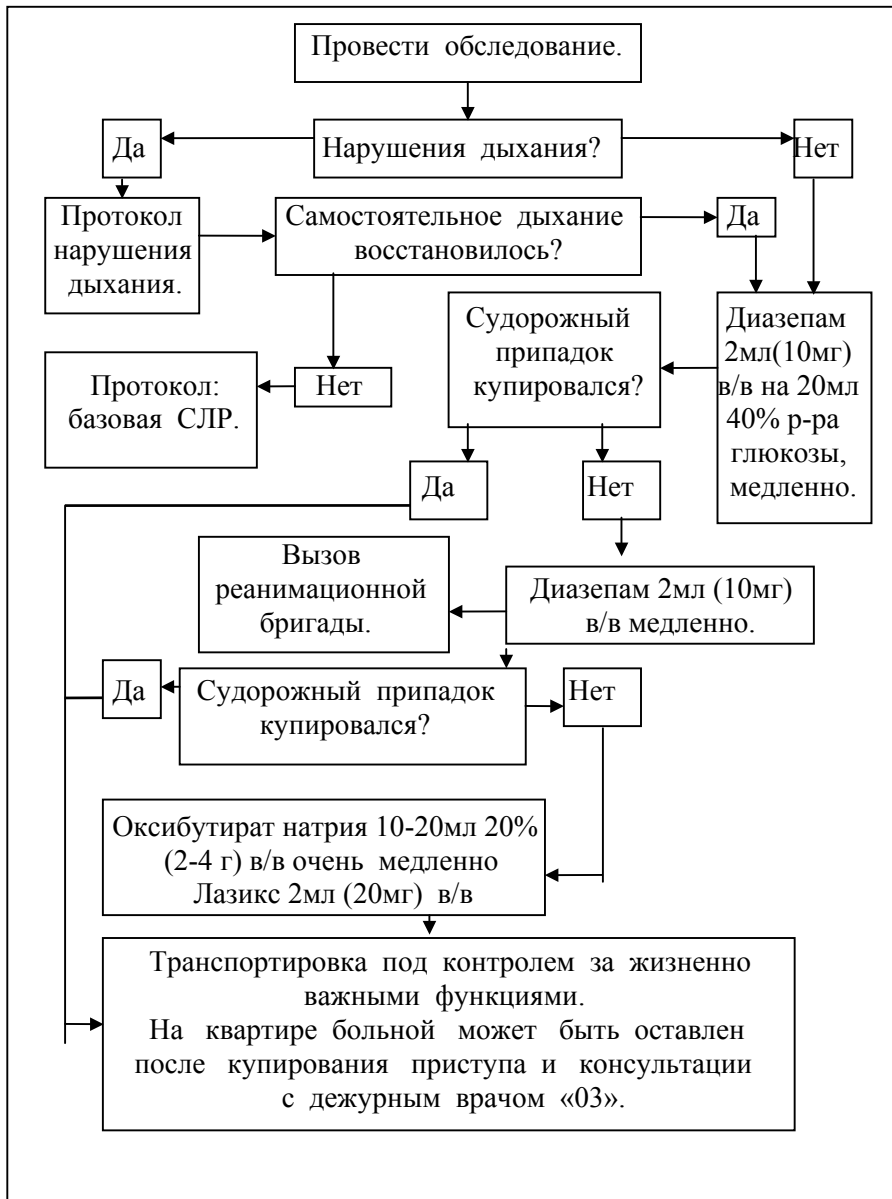 Провести обследование.
Да
Нарушения дыхания?
Нет
Протокол
нарушения
дыхания.
Самостоятельное дыхание
восстановилось?
Да
Судорожный
припадок
купировался?
Диазепам
2мл(10мг)
в/в на 20мл
40% р-ра
глюкозы,
медленно.
Протокол:
базовая СЛР.
Нет
Да
Нет
Вызов
реанимационной
бригады.
Диазепам 2мл (10мг)
в/в медленно.
Да
Судорожный припадок
купировался?
Нет
Оксибутират натрия 10-20мл 20%
(2-4 г) в/в очень медленно
Лазикс 2мл (20мг) в/в
Транспортировка под контролем за жизненно
важными функциями.
На квартире больной может быть оставлен
после купирования приступа и консультации
с дежурным врачом «03».